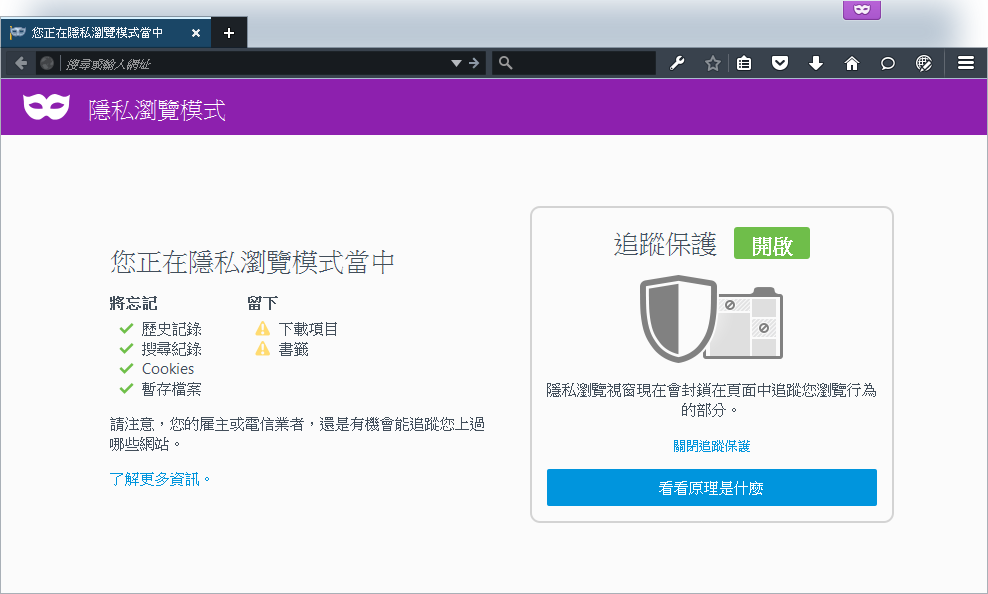 您正在隱私瀏覽模式當中
搜尋或輸入網址
隱私瀏覽模式
您正在隱私瀏覽模式當中
將忘記
歷史記錄
搜尋紀錄
Cookies
暫存檔案
留下
下載項目
書籤
請注意，您的雇主或電信業者，還是有機會能追蹤您上過
哪些網站。
了解更多資訊。
追蹤保護 開啟
隱私瀏覽視窗現在會封鎖在頁面中追蹤您瀏覽行為
的部分。
關閉追蹤保護
看看原理是什麼